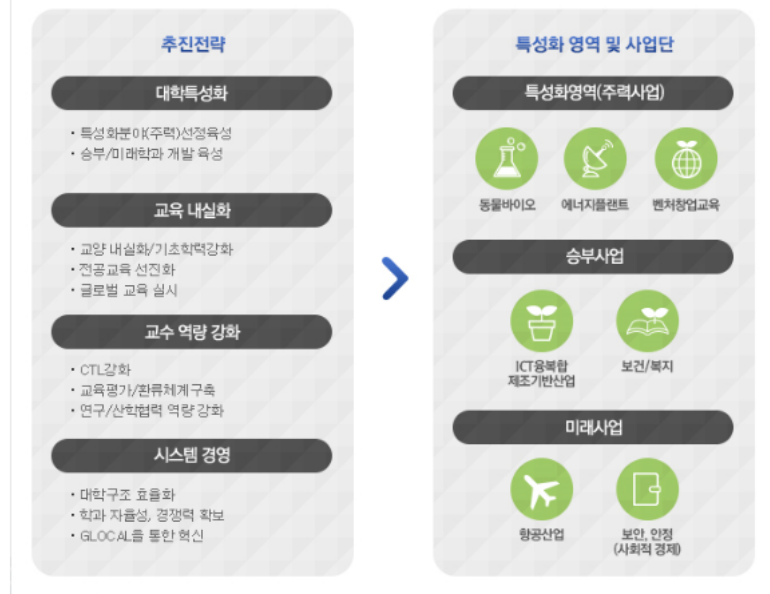 추진전략
대학특성화
• 특성화분야(주력)선정육성
• 승부/미래학과 개발 육성
교육 내실화
• 교양 내실화/기초학력강화
• 전공교육 선진화
• 글로벌 교육 실시
교수 역량 강화
• CTL강화
• 교육평가/환류체계구축
• 연구/산학협력 역량 강화
시스템 경영
• 대학구조 효율화
• 학과 자율성, 경쟁력 확보
• GLOCAL을 통한 혁신
특성화 영역 및 사업단
특성화영역(주력사업)
동물바이오
에너지플랜트
벤처창업교육
승부사업
ICT융복합
제조기반산업
보건/복지
미래사업
항공산업
보안, 안정
(사회적 경제)